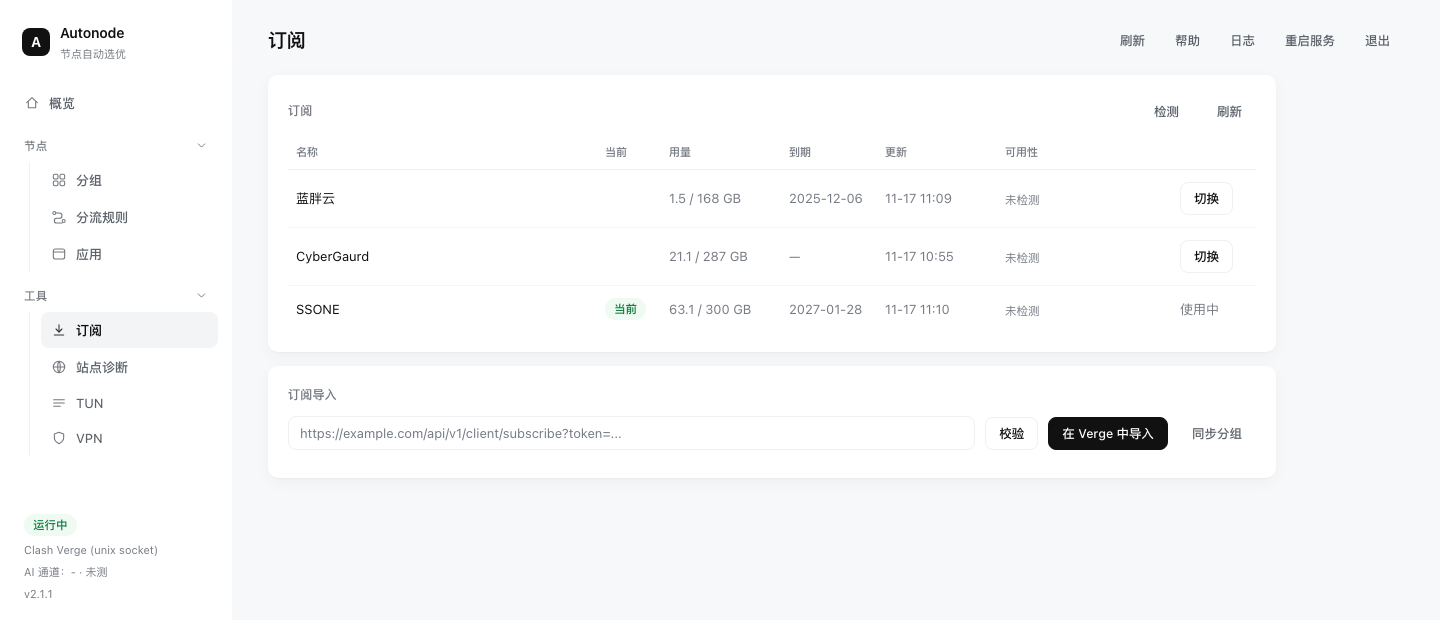 A
Autonode
节点自动选优
概览
节点
分组
分流规则
应用
工具
订阅
站点诊断
TUN
VPN
运行中
Clash Verge (unix socket)
AI 通道: - · 未测
v2.1.1
订阅
刷新 帮助 日志 重启服务 退出
订阅
检测 刷新
名称 当前 用量 到期 更新 可用性
蓝胖云 1.5 / 168 GB 2025-12-06 11-17 11:09 未检测 切换
CyberGaurd 21.1 / 287 GB — 11-17 10:55 未检测 切换
SSONE 当前 63.1 / 300 GB 2027-01-28 11-17 11:10 未检测 使用中
订阅导入
https://example.com/api/v1/client/subscribe?token=... 校验 在 Verge 中导入 同步分组